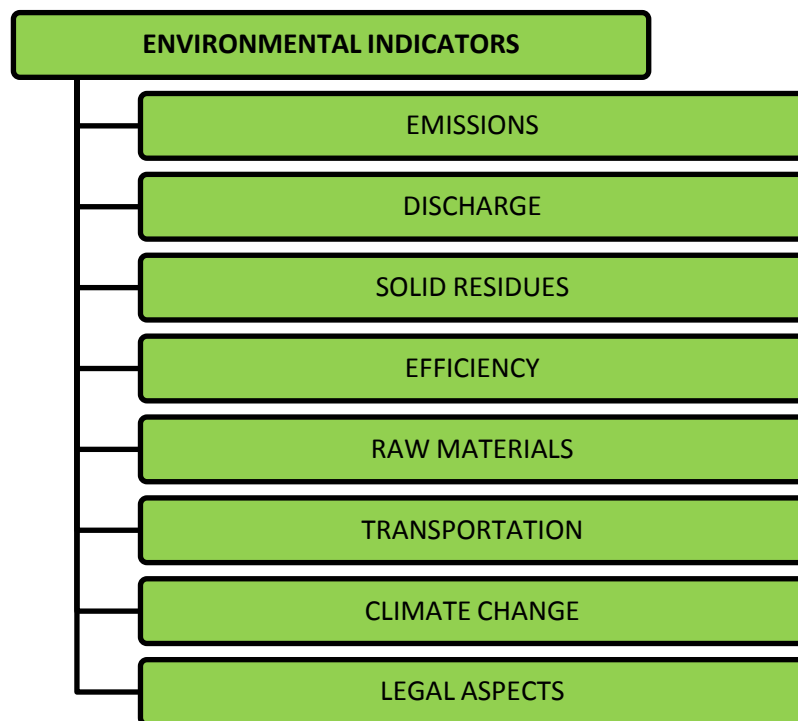 ENVIRONMENTAL INDICATORS
EMISSIONS
DISCHARGE
SOLID RESIDUES
EFFICIENCY
RAW MATERIALS
TRANSPORTATION
CLIMATE CHANGE
LEGAL ASPECTS